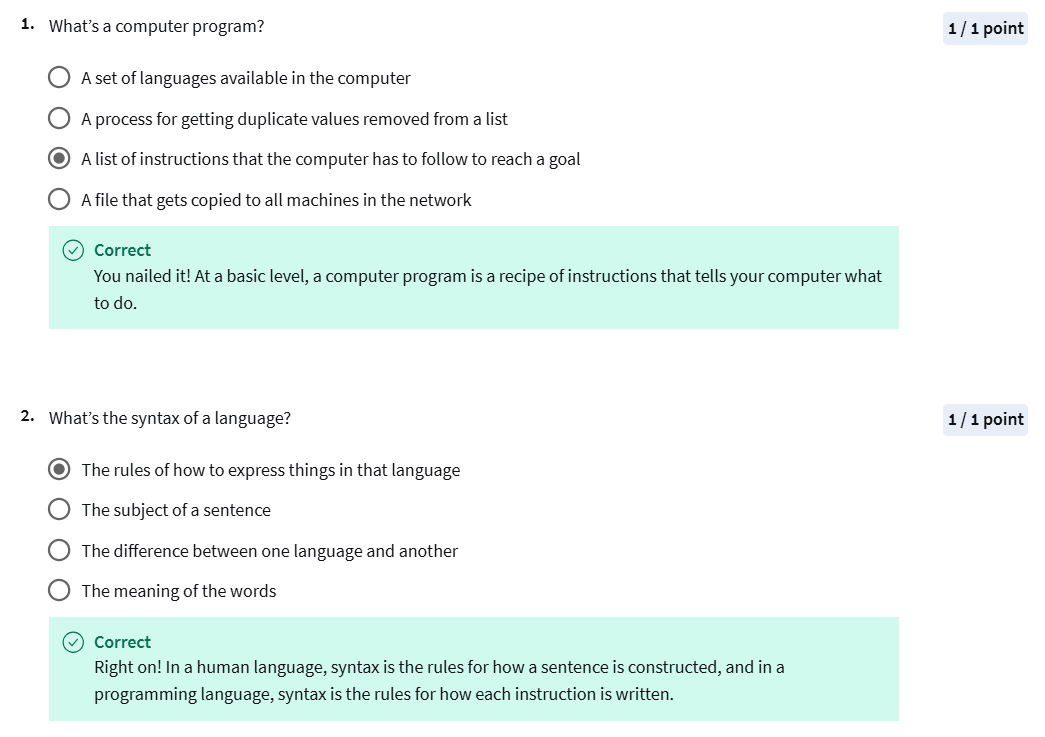 1. What's a computer program?
1 / 1 point
A set of languages available in the computer
A process for getting duplicate values removed from a list
A list of instructions that the computer has to follow to reach a goal
A file that gets copied to all machines in the network
Correct
You nailed it! At a basic level, a computer program is a recipe of instructions that tells your computer what
to do.
2. What's the syntax of a language?
1 / 1 point
The rules of how to express things in that language
The subject of a sentence
The difference between one language and another
The meaning of the words
Correct
Right on! In a human language, syntax is the rules for how a sentence is constructed, and in a
programming language, syntax is the rules for how each instruction is written.